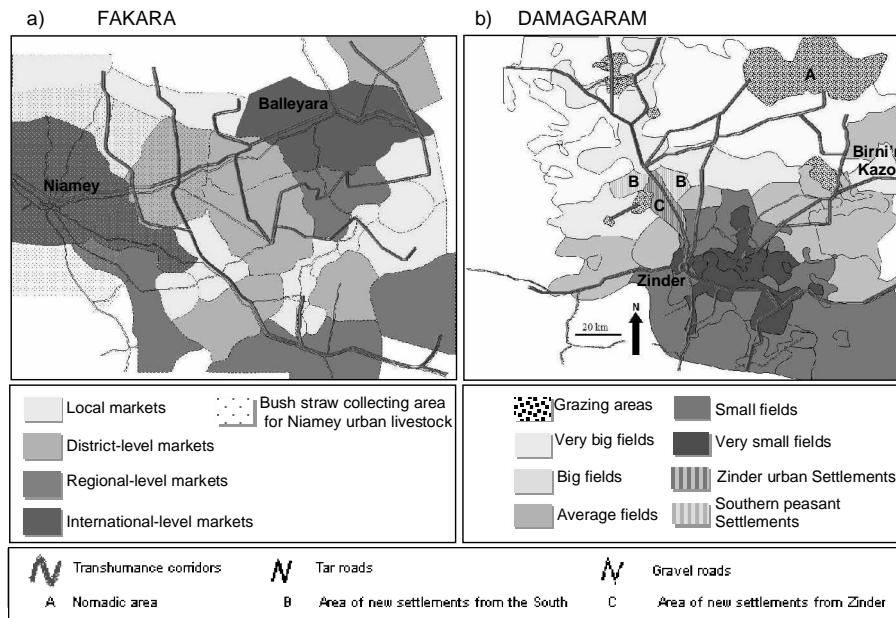 a) FAKARA
b) DAMAGARAM
Balleyara
Niamey
A
Birni'n
Kazo
B
B
C
Zinder
N
20 km
Local markets
Bush straw collecting area
for Niamey urban livestock
District-level markets
Regional-level markets
International-level markets
Grazing areas
Small fields
Very big fields
Very small fields
Big fields
Zinder urban Settlements
Average fields
Southern peasant
Settlements
Transhumance corridors
Tar roads
Gravel roads
A Nomadic area
B Area of new settlements from the South
C Area of new settlements from Zinder